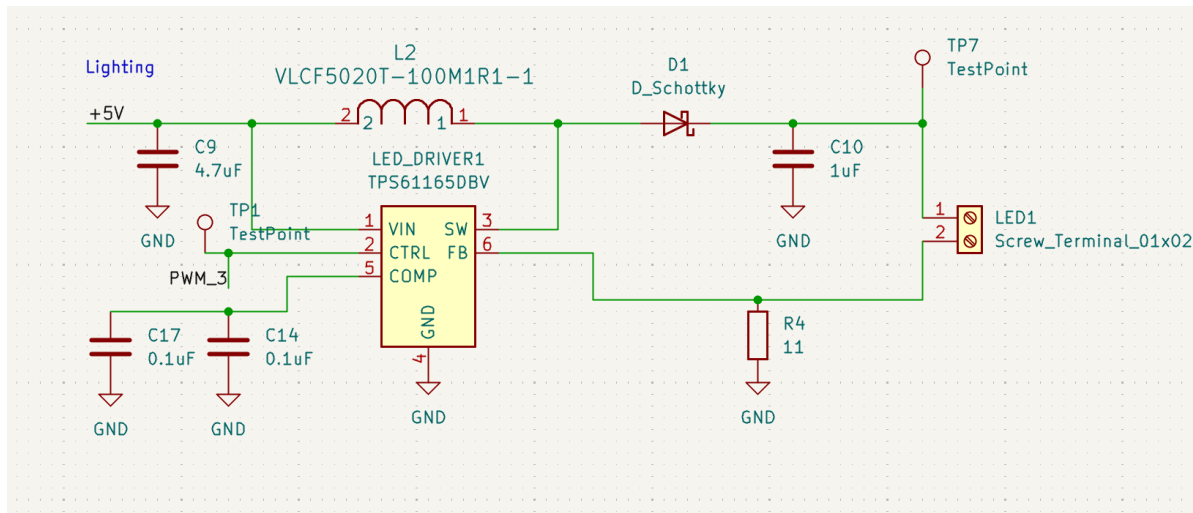 Lighting
L2
VLCF5020T-100M1R1-1
D1
D_Schottky
TP7
TestPoint
+5V
2
2
1
1
C9
4.7uF
GND
LED_DRIVER1
TPS61165DBV
C10
1uF
GND
TP1
TestPoint
PWM_3
1
VIN
SW
3
2
CTRL
FB
6
5
COMP
GND
4
GND
1
2
LED1
Screw_Terminal_01x02
C17
0.1uF
GND
C14
0.1uF
GND
R4
11
GND